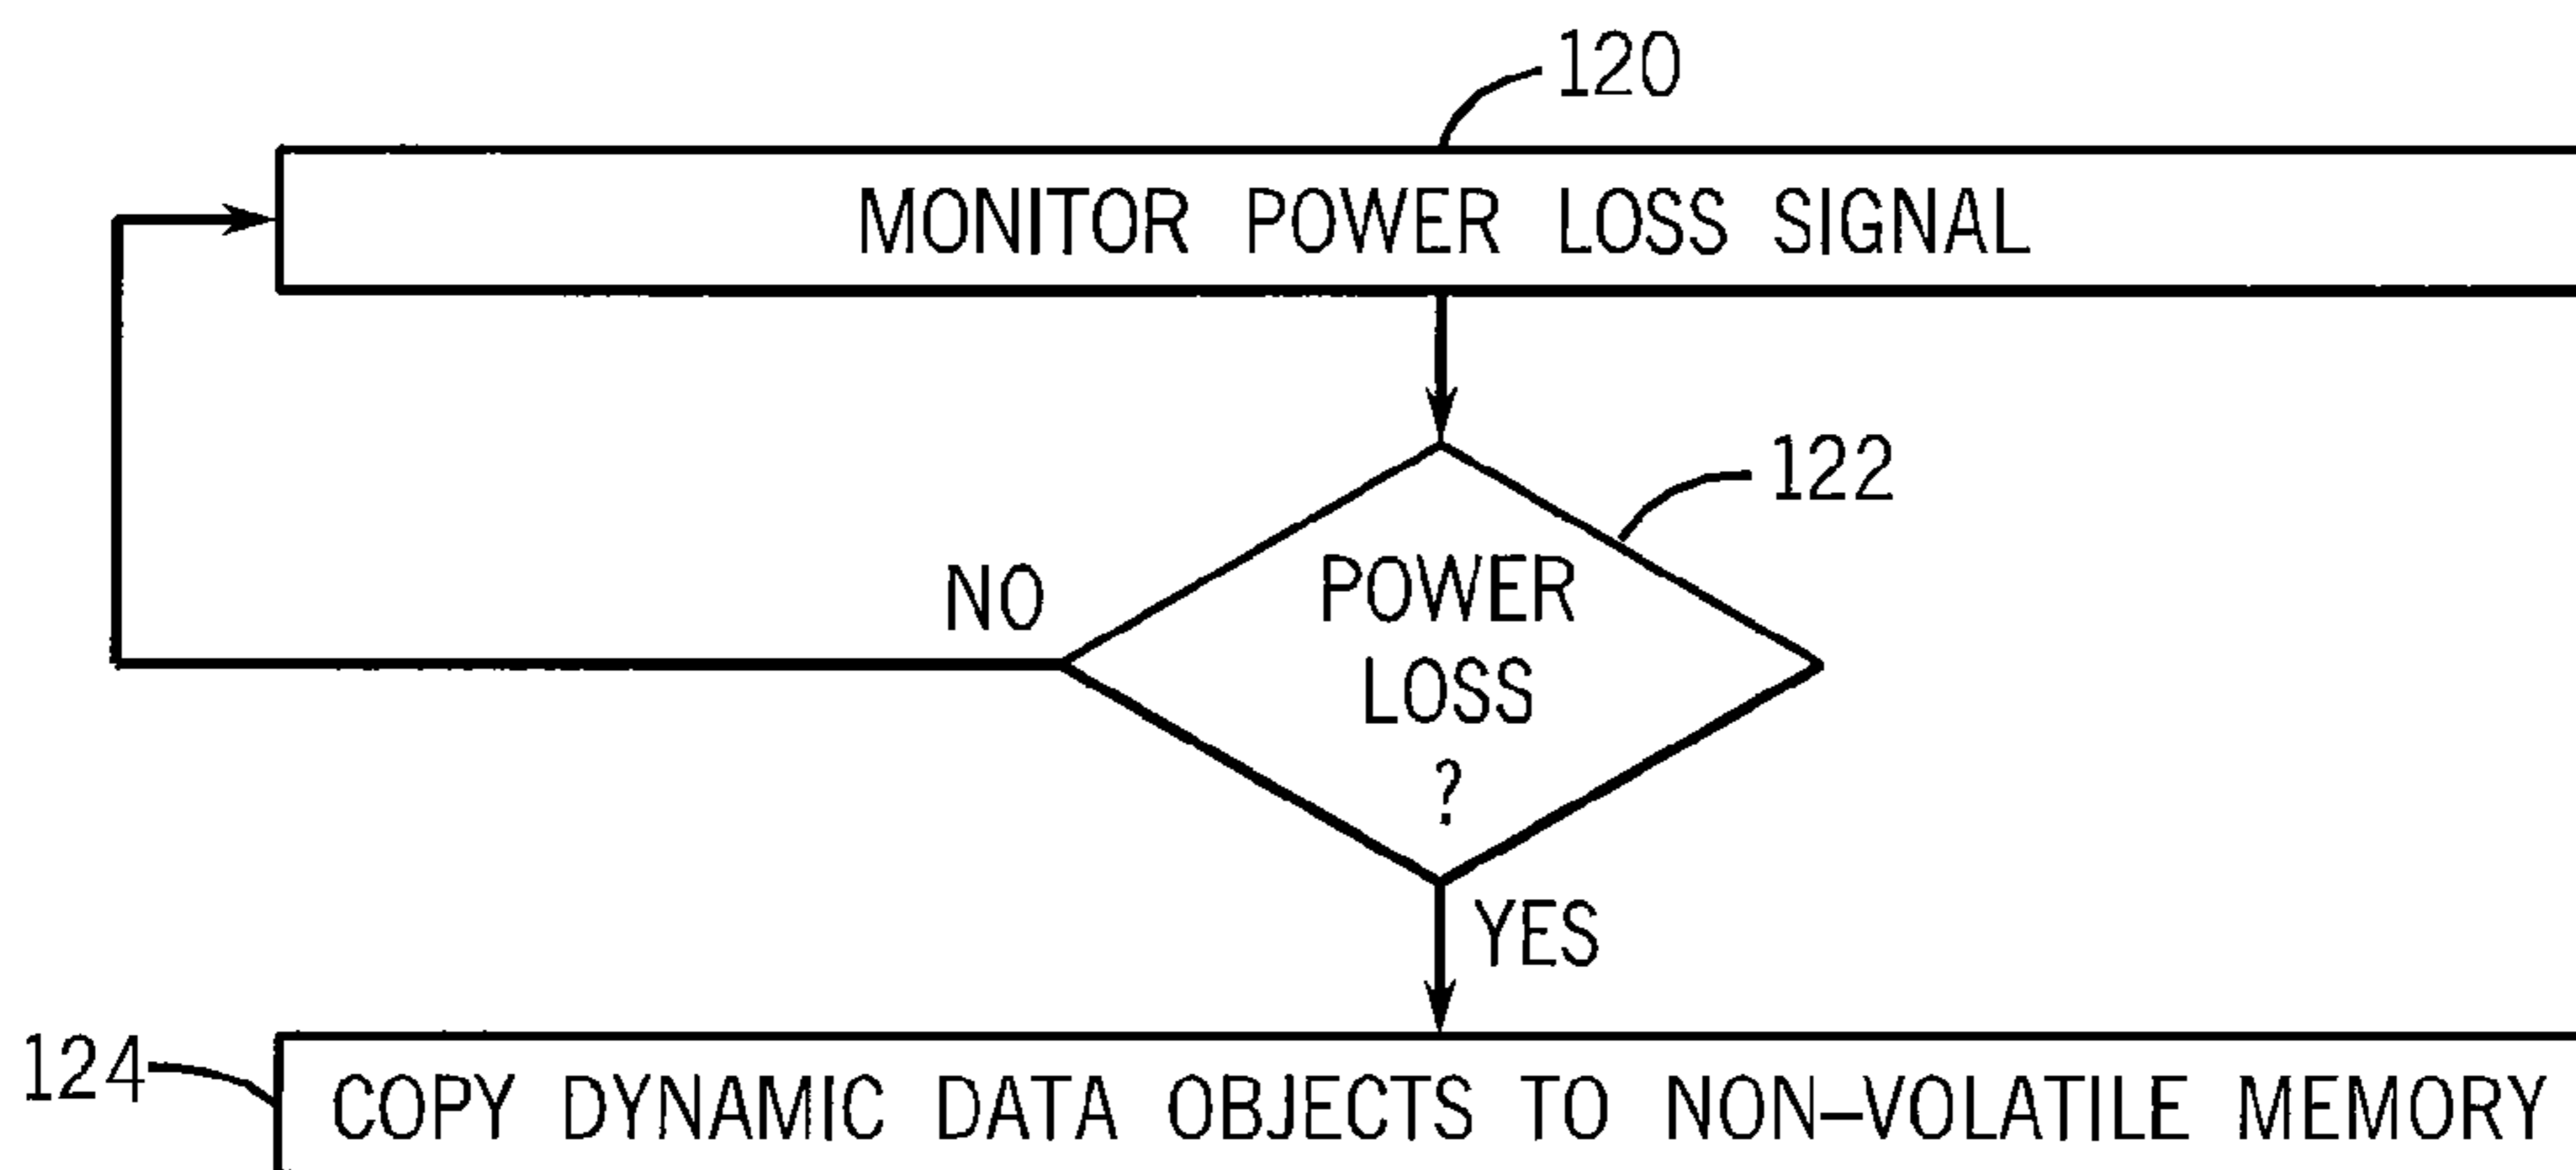 120
MONITOR POWER LOSS SIGNAL
122
NO
POWER
LOSS
?
YES
124
COPY DYNAMIC DATA OBJECTS TO NON–VOLATILE MEMORY